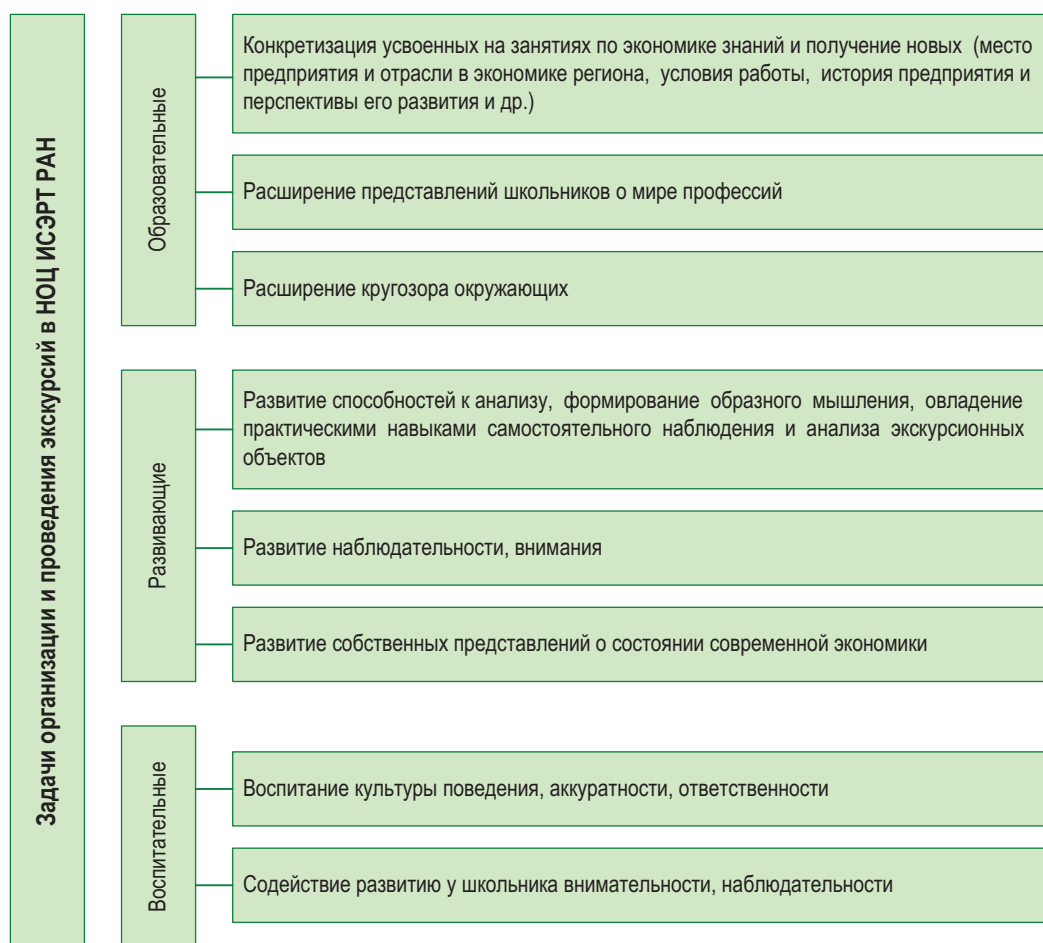 Задачи организации и проведения экскурсий в НОЦ ИСЭРТ РАН
Образовательные
Конкретизация усвоенных на занятиях по экономике знаний и получение новых (место
предприятия и отрасли в экономике региона, условия работы, история предприятия и
перспективы его развития и др.)
Расширение представлений школьников о мире профессий
Расширение кругозора окружающих
Развивающие
Развитие способностей к анализу, формирование образного мышления, овладение
практическими навыками самостоятельного наблюдения и анализа экскурсионных
объектов
Развитие наблюдательности, внимания
Развитие собственных представлений о состоянии современной экономики
Воспитательные
Воспитание культуры поведения, аккуратности, ответственности
Содействие развитию у школьника внимательности, наблюдательности